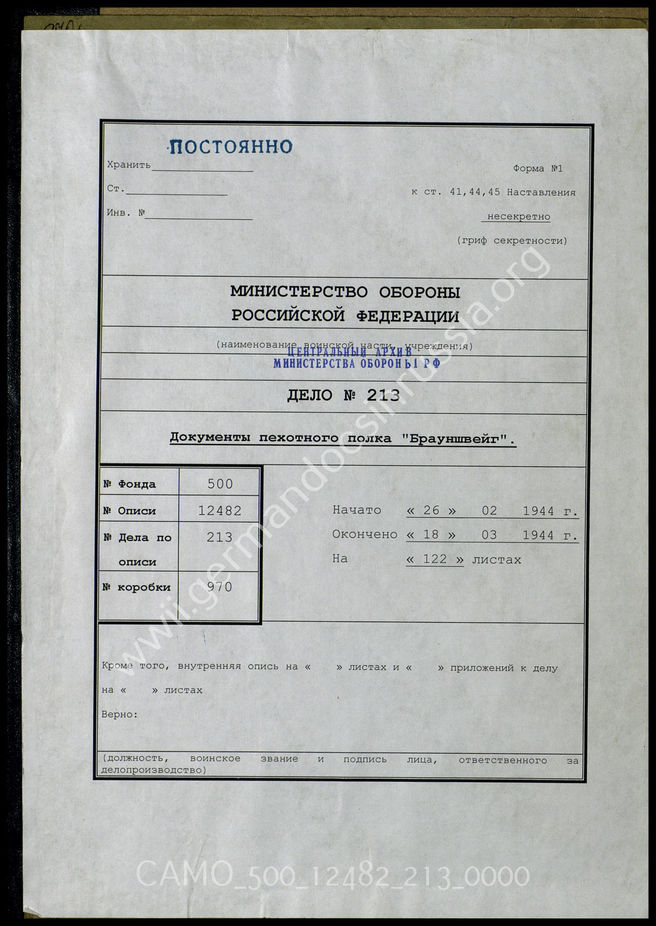 ПОСТОЯННО
Хранить
Форма №1
Ст.
к ст. 41,44,45 Наставления
Инв. №
несекретно
(гриф секретности)
МИНИСТЕРСТВО ОБОРОНЫ
РОССИЙСКОЙ ФЕДЕРАЦИИ
(наименование воинской части, учреждения)
ЦЕНТРАЛЬНЫЙ АРХИВ
МИНИСТЕРСТВА ОБОРОНЫ РФ
ДЕЛО № 213
Документы пехотного полка "Брауншвейг".
№ Фонда 500
№ Описи 12482
№ Дела по описи 213
№ коробки 970
Начато « 26 » 02 1944 г.
Окончено « 18 » 03 1944 г.
На « 122 » листах
Кроме того, внутренняя опись на « » листах и « » приложений к делу
на « » листах
Верно:
(должность, воинское звание и подпись лица, ответственного за
делопроизводство)
www.germandocsinrussia.org
CAMO_500_12482_213_0000